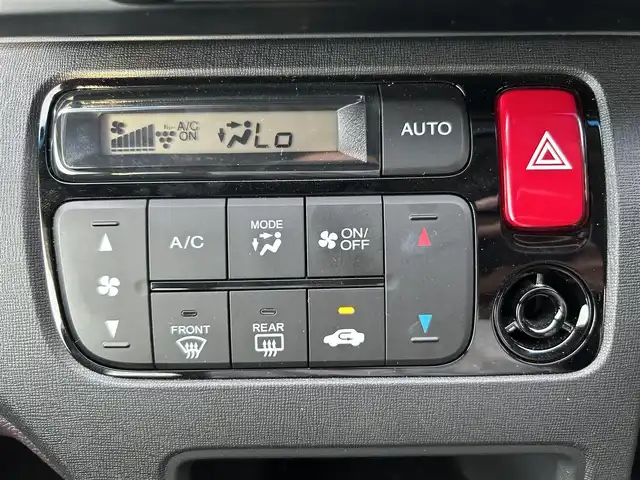 A/C
ON
Lo
AUTO
A/C
MODE
ON/
OFF
FRONT
REAR